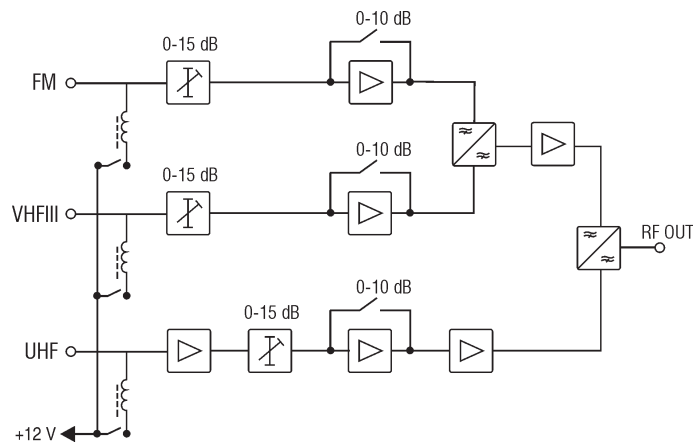 0-10 dB
0-15 dB
FM
0-10 dB
0-15 dB
VHFIII
RF OUT
0-10 dB
0-15 dB
UHF
+12 V